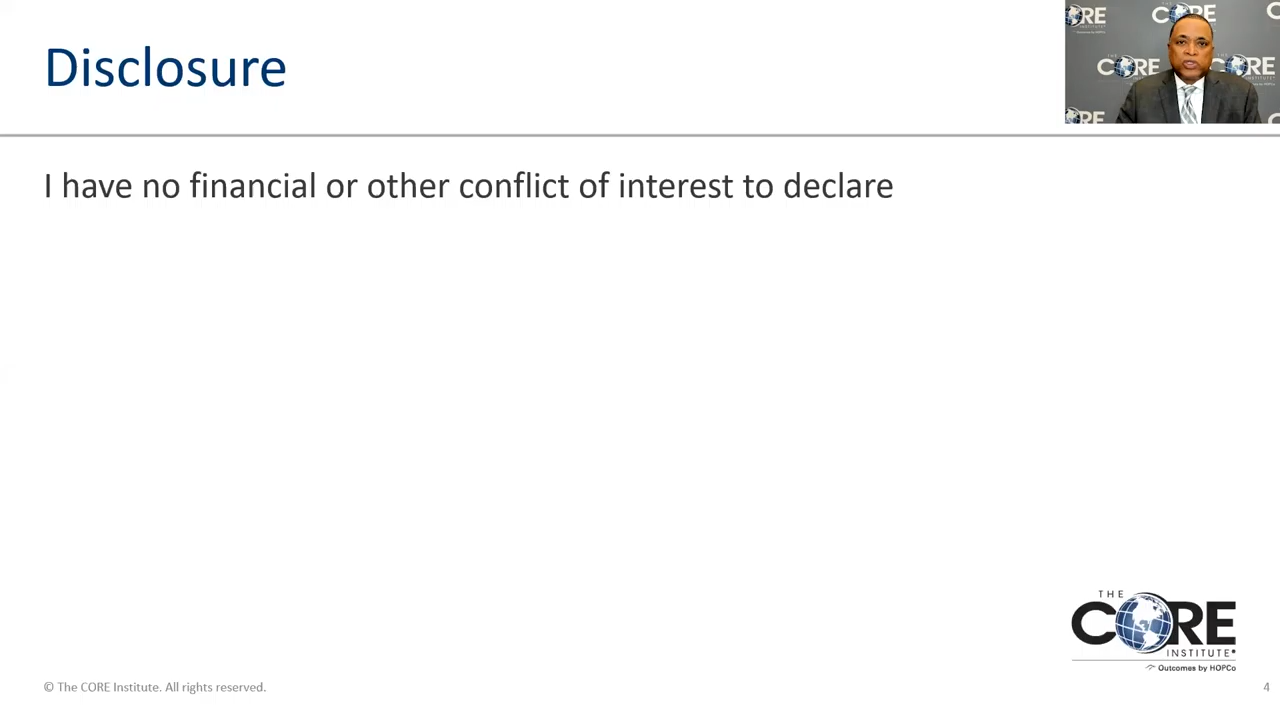 Disclosure
I have no financial or other conflict of interest to declare
THE
CORE
INSTITUTE
Outcomes by HOPCo
© The CORE Institute. All rights reserved.
4